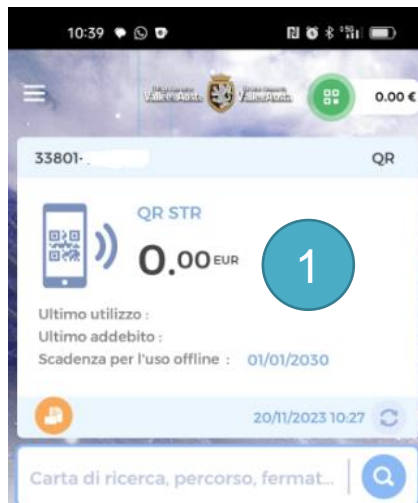 10:39
0.00 €
33801-
QR
QR STR
0.00 EUR
1
Ultimo utilizzo :
Ultimo addebito :
Scadenza per l'uso offline : 01/01/2030
20/11/2023 10:27
Carta di ricerca, percorso, fermat...